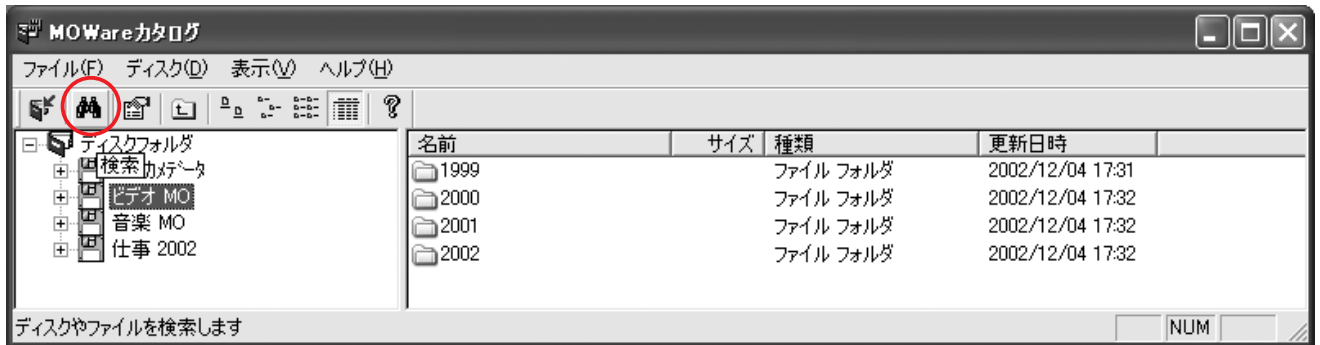 MOWareカタログ
ファイル(F) ディスク(D) 表示(V) ヘルプ(H)
ディスクフォルダ
検索 カメデータ
ビデオ MO
音楽 MO
仕事 2002
名前 サイズ 種類 更新日時
1999 ファイル フォルダ 2002/12/04 17:31
2000 ファイル フォルダ 2002/12/04 17:32
2001 ファイル フォルダ 2002/12/04 17:32
2002 ファイル フォルダ 2002/12/04 17:32
ディスクやファイルを検索します NUM